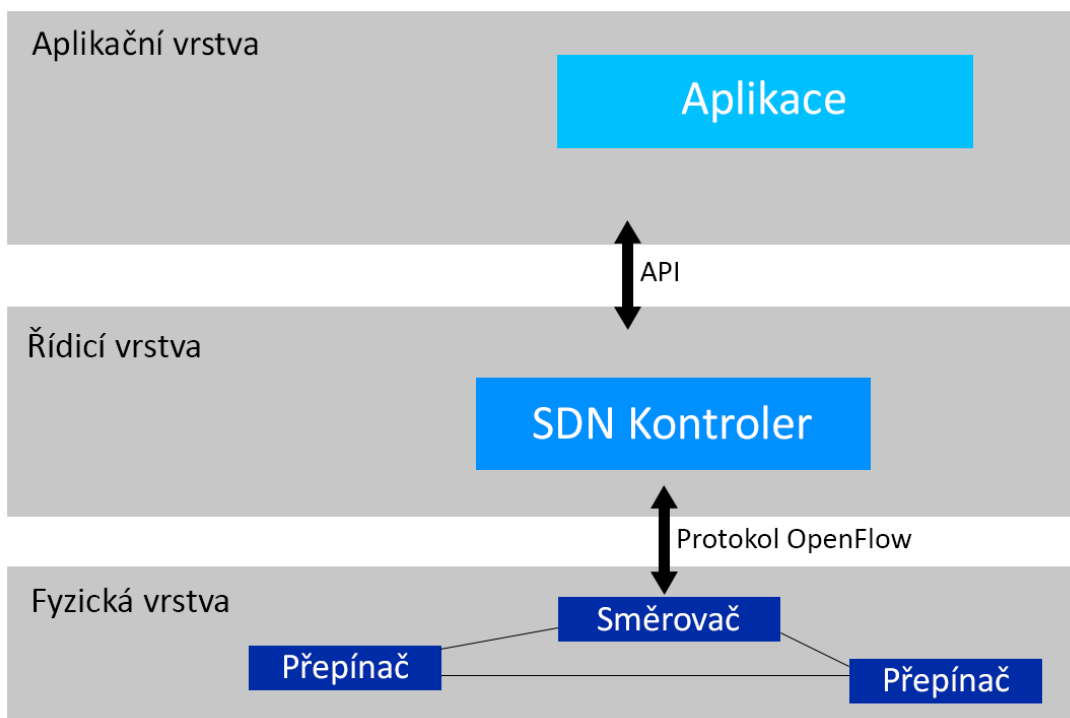 Aplikační vrstva
Aplikace
API
Řídicí vrstva
SDN Kontroler
Protokol OpenFlow
Fyzická vrstva
Směrovač
Přepínač
Přepínač